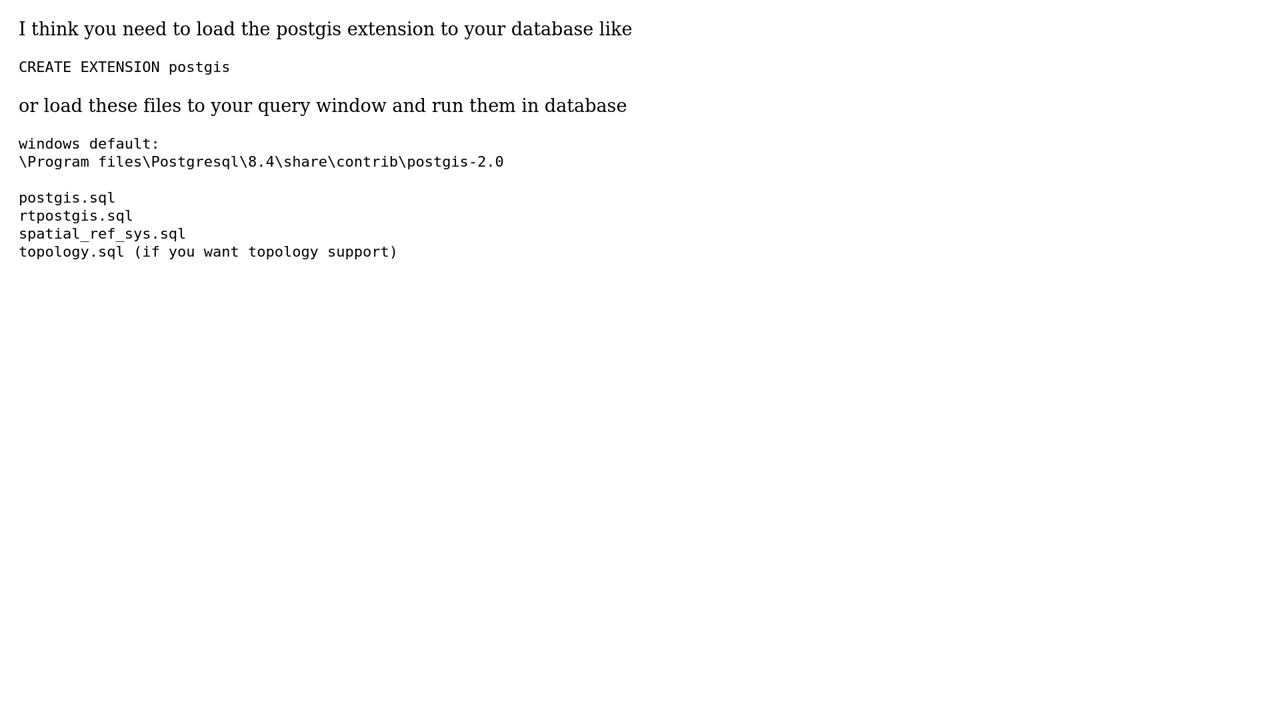 I think you need to load the postgis extension to your database like
CREATE EXTENSION postgis
or load these files to your query window and run them in database
windows default:
\Program files\Postgresql\8.4\share\contrib\postgis-2.0
postgis.sql
rtpostgis.sql
spatial_ref_sys.sql
topology.sql (if you want topology support)